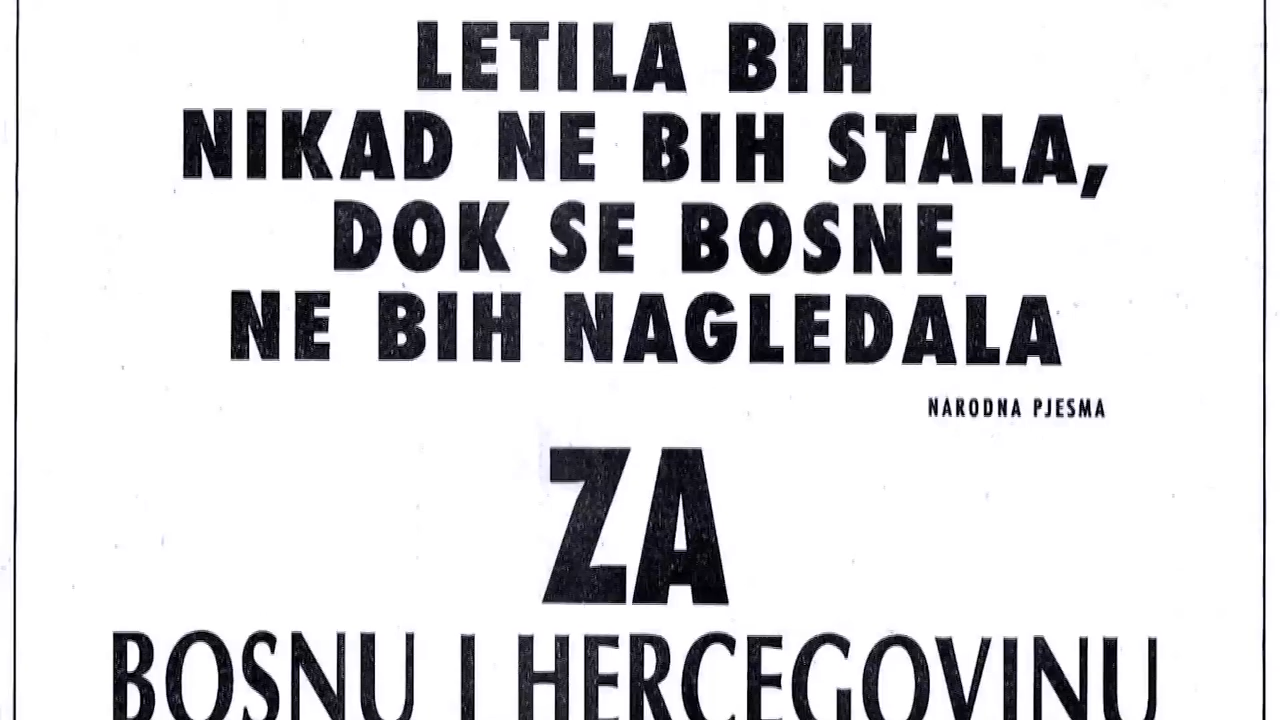 LETILA BIH
NIKAD NE BIH STALA,
DOK SE BOSNE
NE BIH NAGLEDALA
NARODNA PJESMA
ZA
BOSNU I HERCEGOVINU